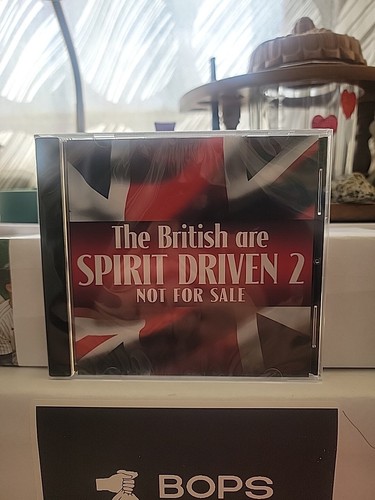 The British are
SPIRIT DRIVEN 2
NOT FOR SALE
BOPS